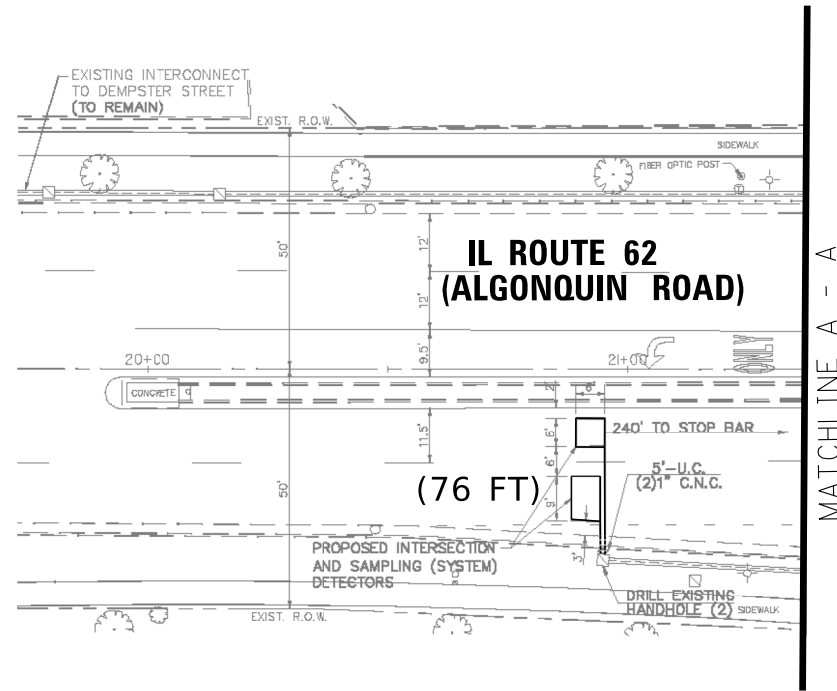 EXISTING INTERCONNECT
TO DEMPSTER STREET
(TO REMAIN)
EXIST. R.O.W.
SIDEWALK
FIBER OPTIC POST
50'
12'
IL ROUTE 62
(ALGONQUIN ROAD)
12'
9.5'
20+00
21+00
ONLY
MATCHLINE A - A
CONCRETE
2'
6'
11.5'
6'
240' TO STOP BAR
6'
5'-U.C.
(2)1" C.N.C.
(76 FT)
9'
50'
PROPOSED INTERSECTION
AND SAMPLING (SYSTEM)
DETECTORS
3'
DRILL EXISTING
HANDHOLE (2)
SIDEWALK
EXIST. R.O.W.